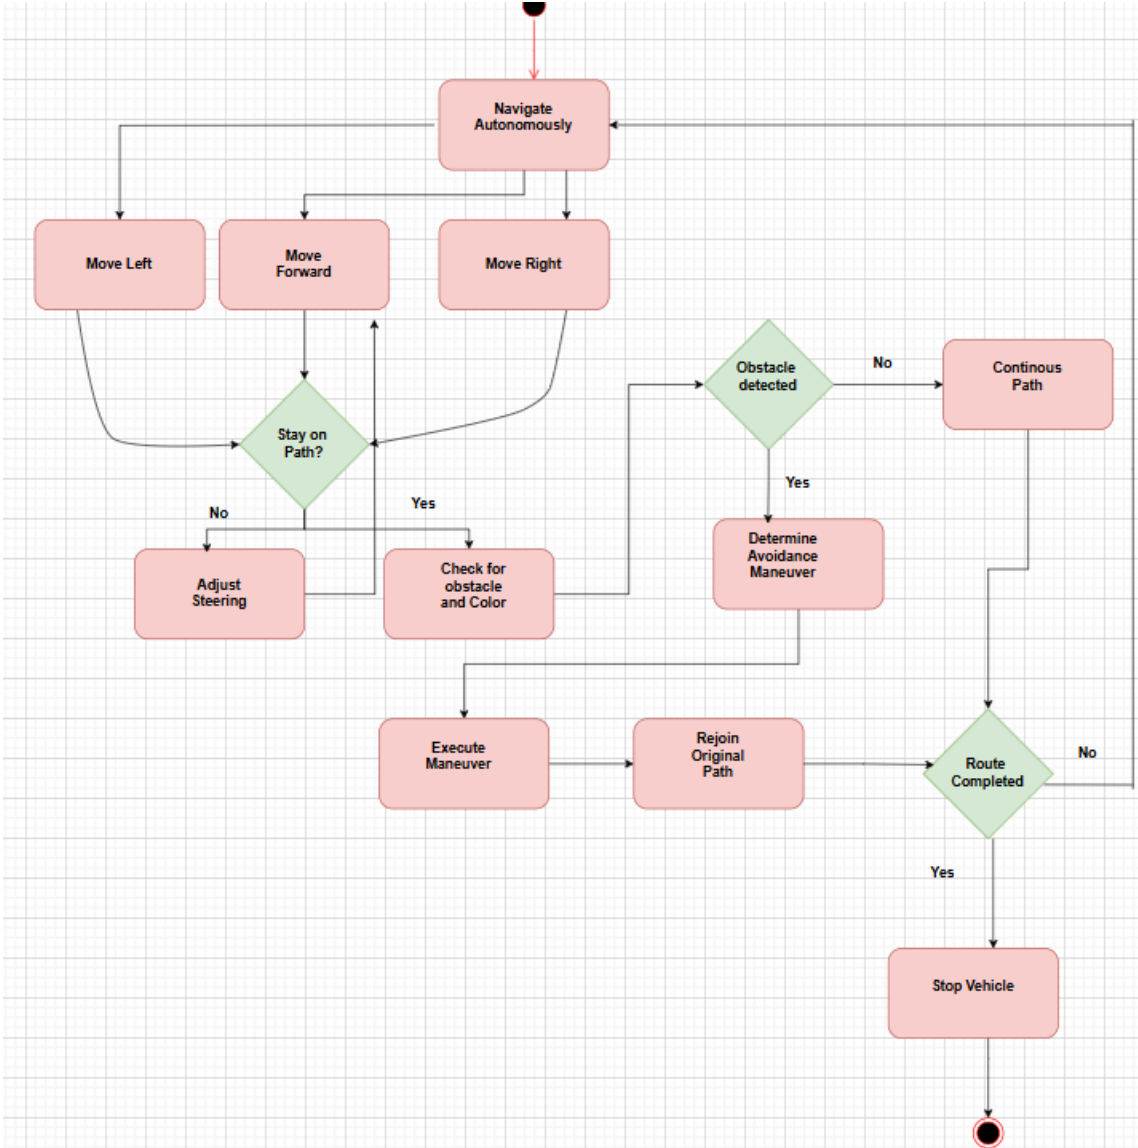 Navigate
Autonomously
Move Left
Move
Forward
Move Right
Obstacle
detected
No
Continous
Path
Stay on
Path?
Yes
No
Yes
Determine
Avoidance
Maneuver
Adjust
Steering
Check for
obstacle
and Color
Execute
Maneuver
Rejoin
Original
Path
Route
Completed
No
Yes
Stop Vehicle